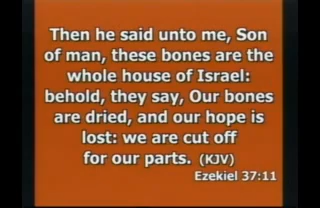 Then he said unto me, Son
of man, these bones are the
whole house of Israel:
behold, they say, Our bones
are dried, and our hope is
lost: we are cut off
for our parts. (KJV)
Ezekiel 37:11